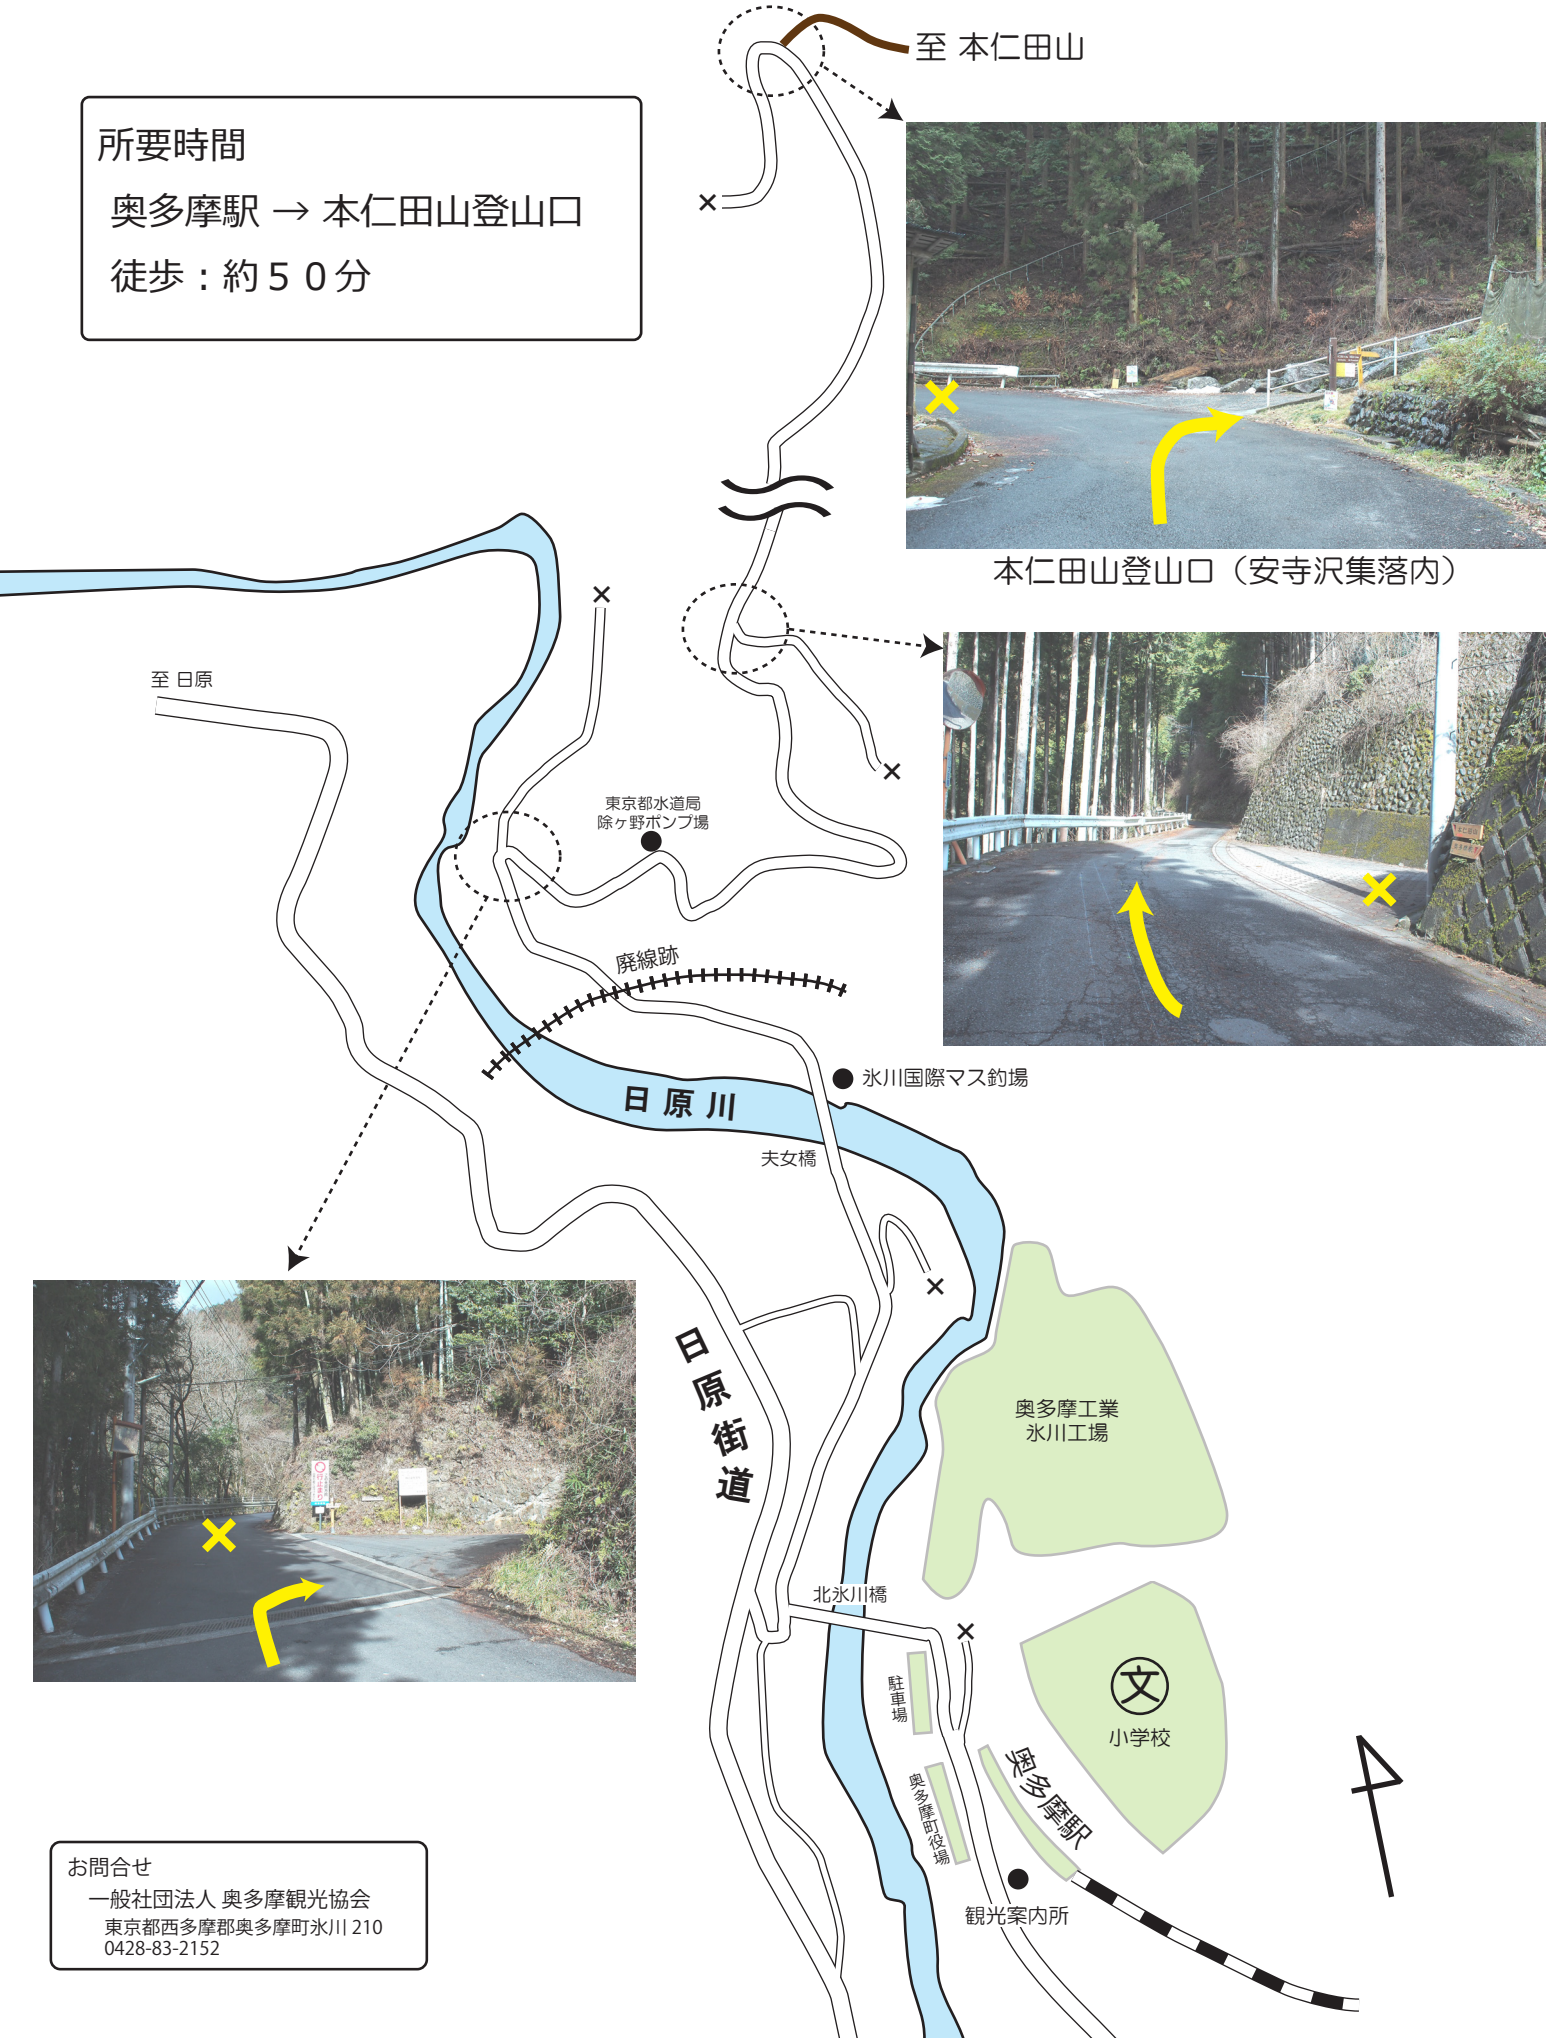 至 本仁田山
所要時間
奥多摩駅 → 本仁田山登山口
徒歩：約５０分
本仁田山登山口（安寺沢集落内）
至 日原
東京都水道局
除ヶ野ポンプ場
廃線跡
氷川国際マス釣場
日原川
夫女橋
日原街道
奥多摩工業
氷川工場
行止まり
北氷川橋
駐車場
文
小学校
奥多摩駅
奥多摩町役場
観光案内所
お問合せ
一般社団法人 奥多摩観光協会
東京都西多摩郡奥多摩町氷川 210
0428-83-2152